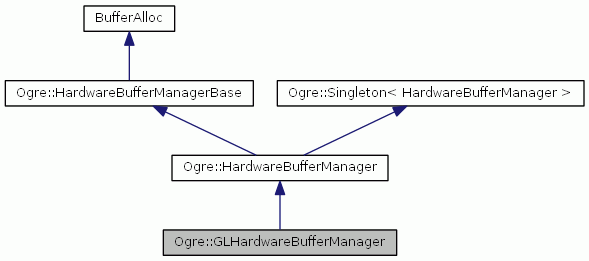 BufferAlloc
Ogre::HardwareBufferManagerBase
Ogre::Singleton< HardwareBufferManager >
Ogre::HardwareBufferManager
Ogre::GLHardwareBufferManager